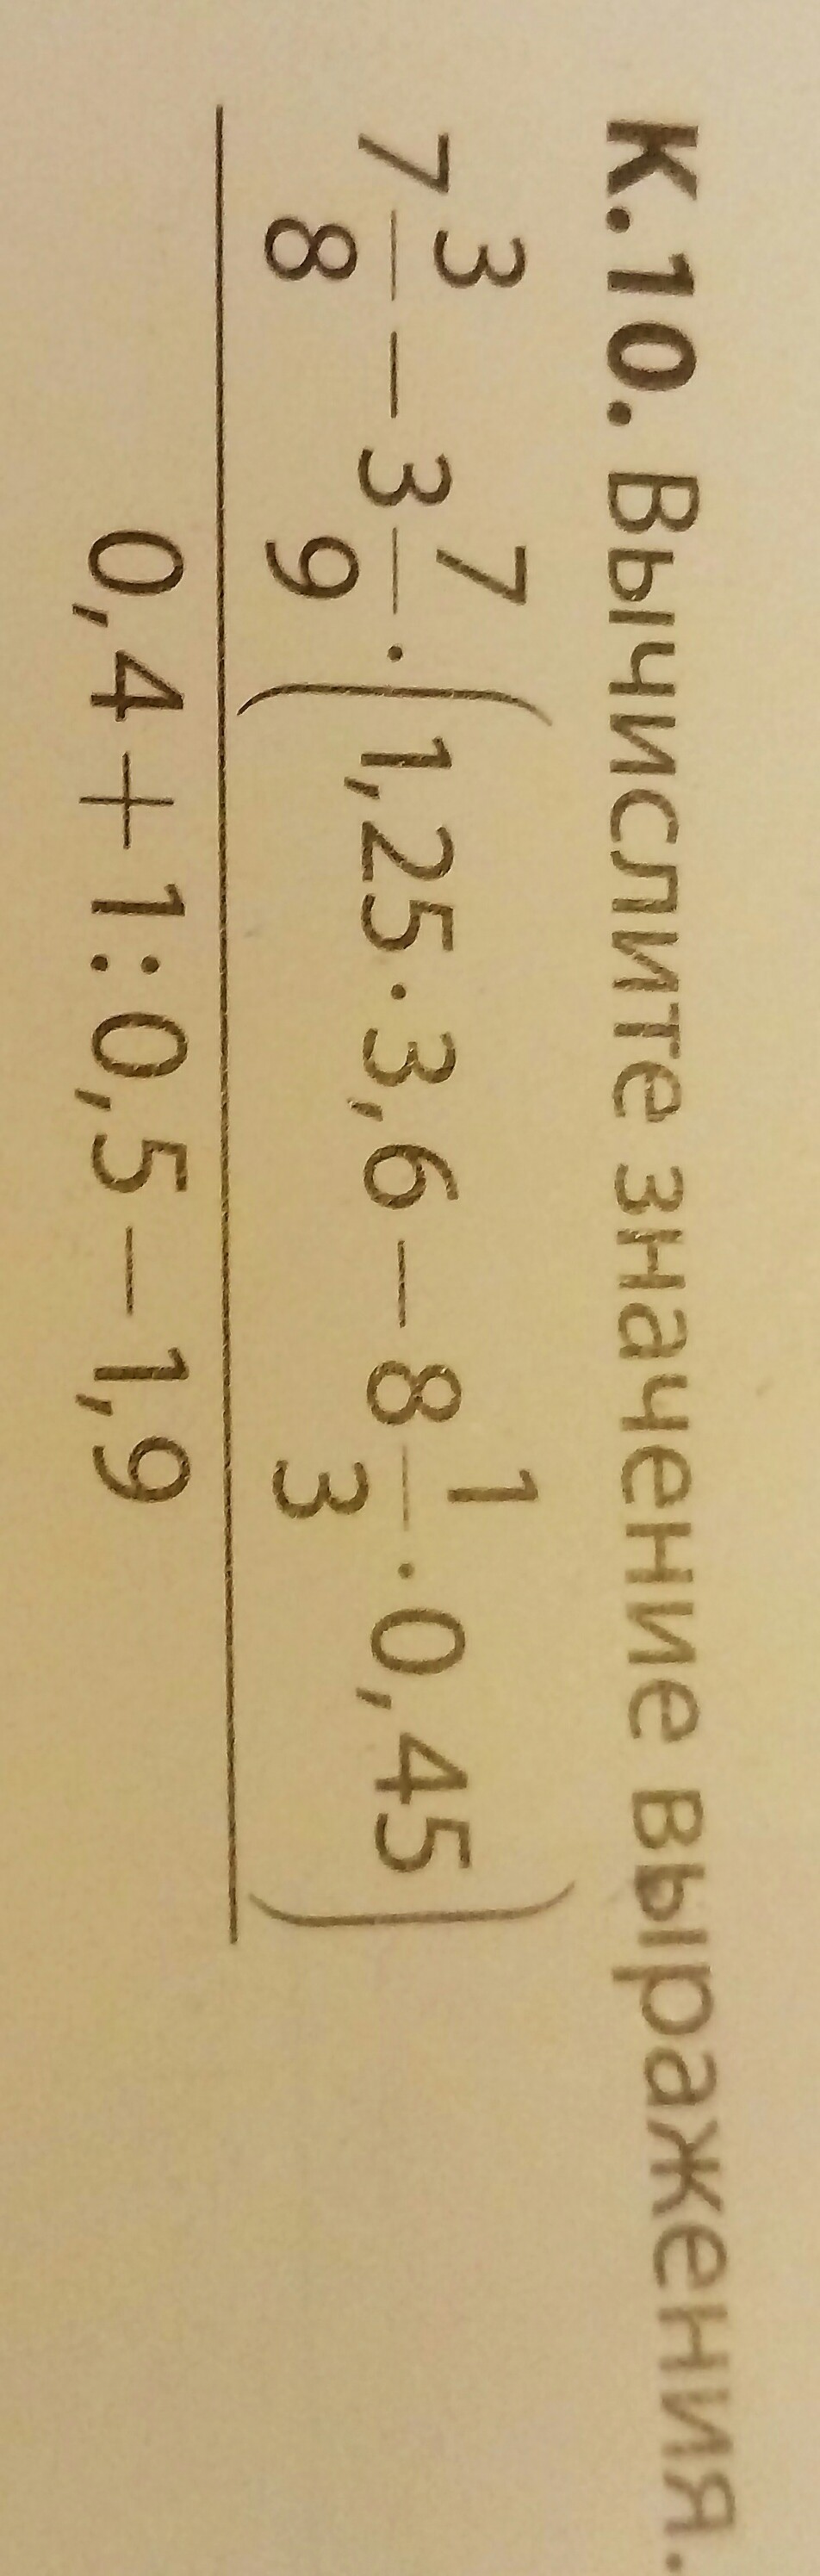 К.10. Вычислите значение выражения.
7 3/8 − 3 7/9 · (1,25 · 3,6 − 8 1/3 · 0,45)
0,4 + 1 : 0,5 − 1,9